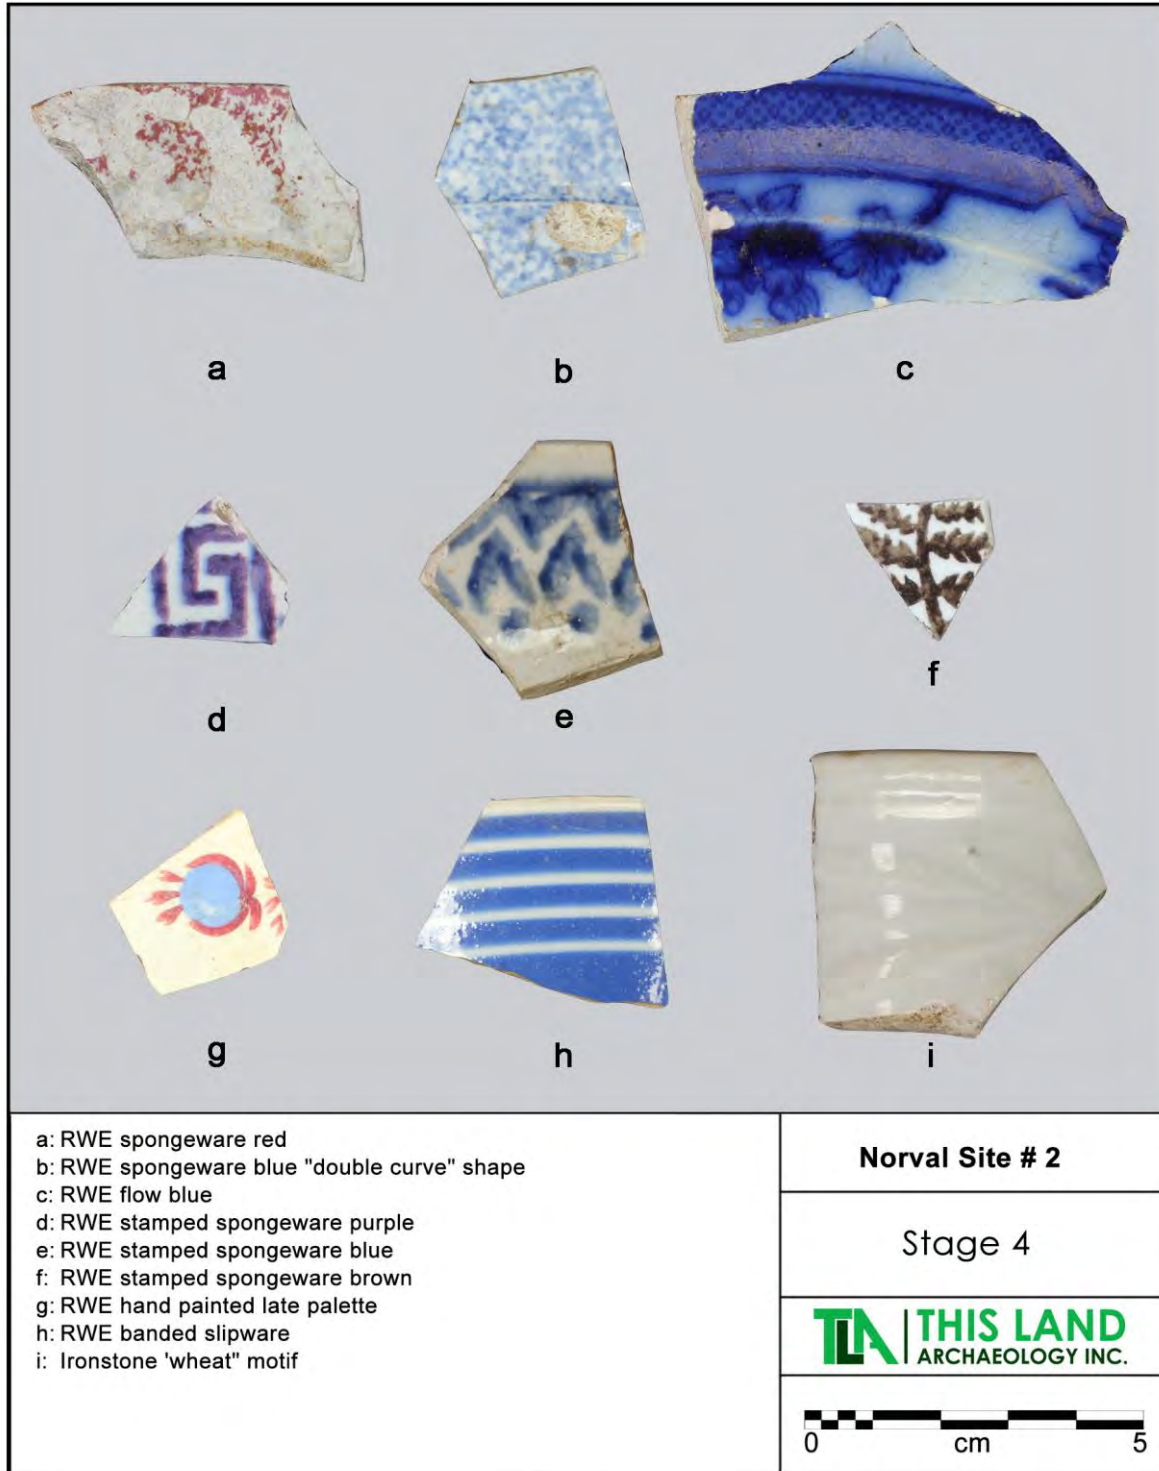 a
b
c
d
e
f
g
h
i
a: RWE spongeware red
b: RWE spongeware blue "double curve" shape
c: RWE flow blue
d: RWE stamped spongeware purple
e: RWE stamped spongeware blue
f: RWE stamped spongeware brown
g: RWE hand painted late palette
h: RWE banded slipware
i: Ironstone 'wheat" motif
Norval Site # 2
Stage 4
TLA THIS LAND
ARCHAEOLOGY INC.
0 cm 5